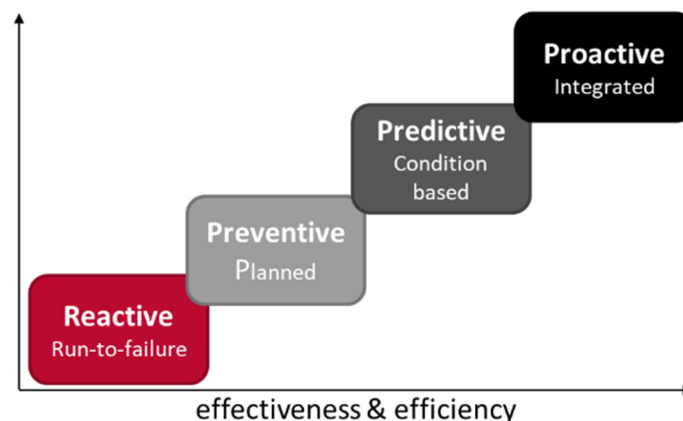 Proactive
Integrated
Predictive
Condition
based
Preventive
Planned
Reactive
Run-to-failure
effectiveness & efficiency